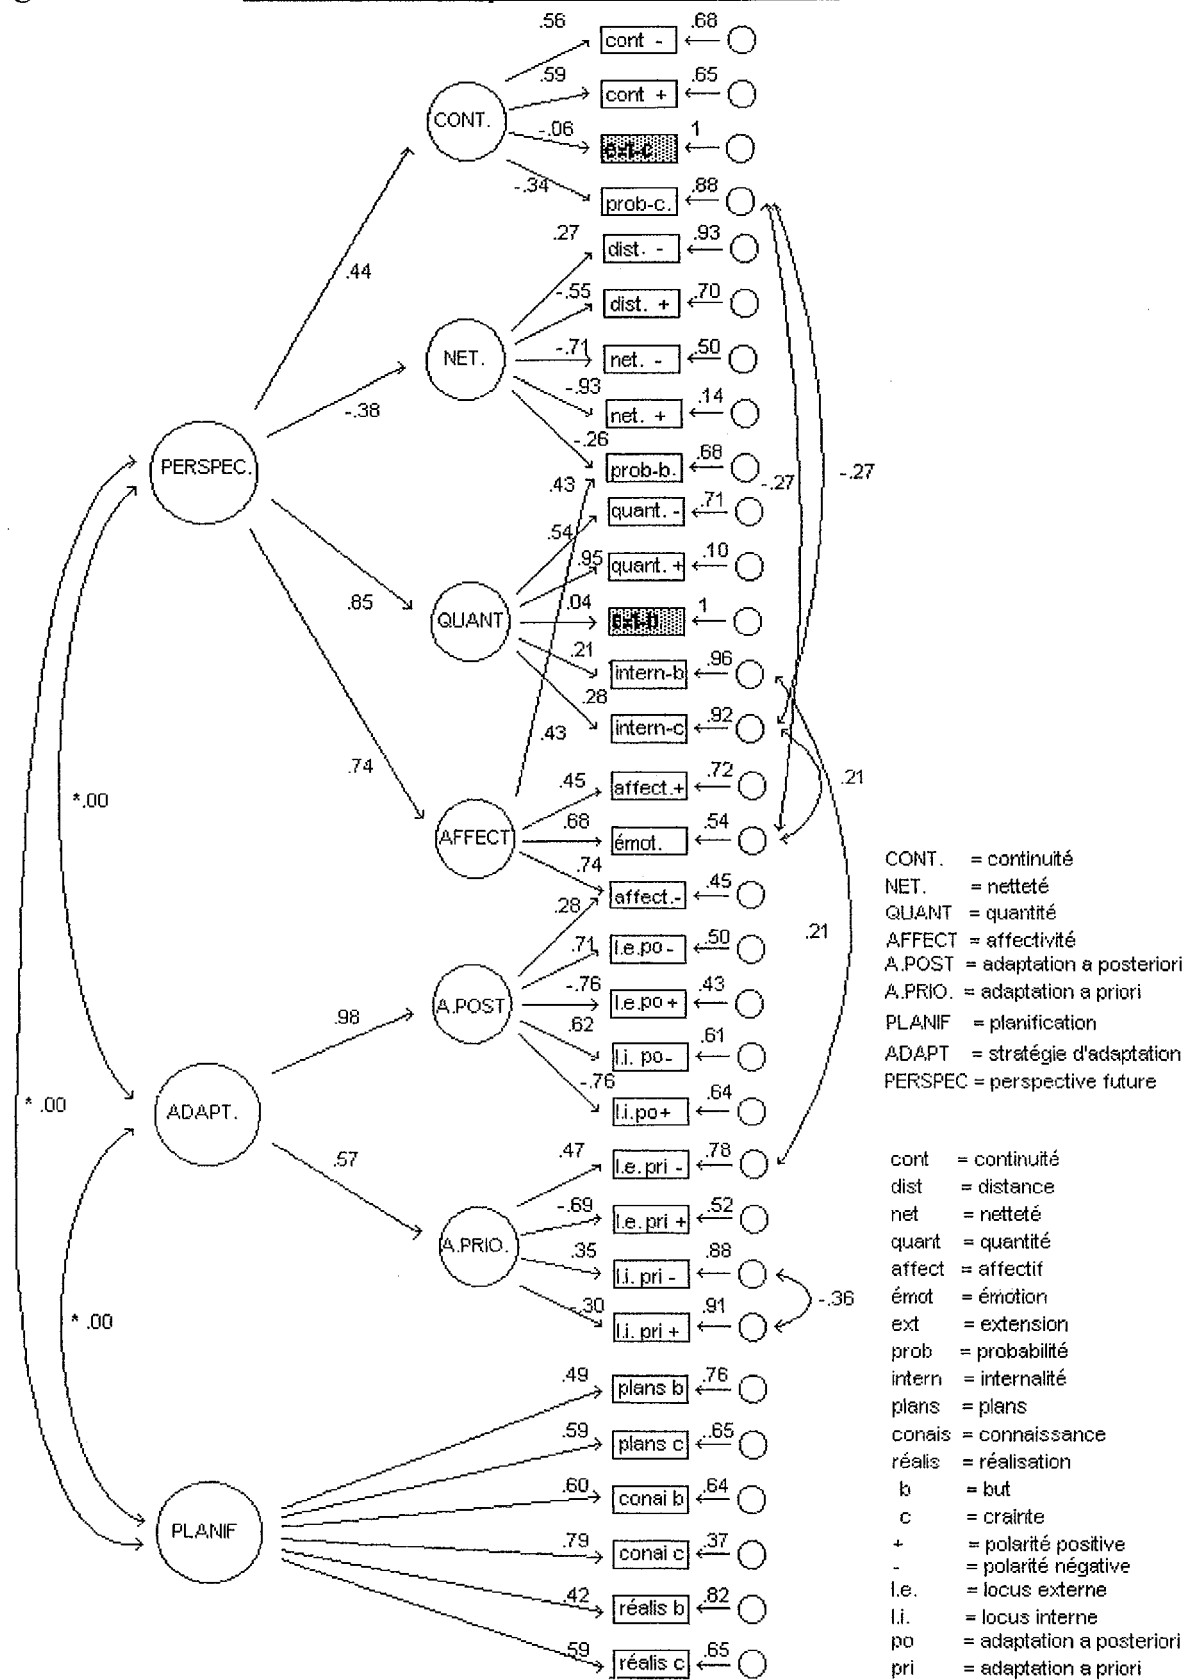 .56 cont - .68
.59 cont + .65
CONT.
-.06 e-t-c 1
-.34 prob-c. .88
.27 dist. - .93
.44
-.55 dist. + .70
NET.
-.71 net. - .50
-.93 net. + .14
-.38
-.26 prob-b. .68
PERSPEC.
-.27 -.27
.43 quant. - .71
.54
.95 quant. + .10
.85
QUANT
.04 e-t-b 1
.21 intern-b .96
.28 intern-c .92
.43
.74
.21
.45 affect.+ .72
*.00
.68 émot. .54
AFFECT
.74 affect.- .45
.28
.21
.71 l.e.po - .50
A.POST
-.76 l.e.po + .43
.98
.62 l.i. po- .61
-.76 l.i.po+ .64
* .00
ADAPT.
.57
.47 l.e. pri - .78
-.69 l.e. pri + .52
A.PRIO.
.35 l.i. pri - .88
-.36
-.30 l.i. pri + .91
* .00
.49 plans b .76
.59 plans c .65
.60 conai b .64
PLANIF
.79 conai c .37
.42 réalis b .82
.59 réalis c .65
CONT. = continuité
NET. = netteté
QUANT = quantité
AFFECT = affectivité
A.POST = adaptation a posteriori
A.PRIO. = adaptation a priori
PLANIF = planification
ADAPT = stratégie d'adaptation
PERSPEC = perspective future
cont = continuité
dist = distance
net = netteté
quant = quantité
affect = affectif
émot = émotion
ext = extension
prob = probabilité
intern = internalité
plans = plans
conais = connaissance
réalis = réalisation
b = but
c = crainte
+ = polarité positive
- = polarité négative
l.e. = locus externe
l.i. = locus interne
po = adaptation a posteriori
pri = adaptation a priori